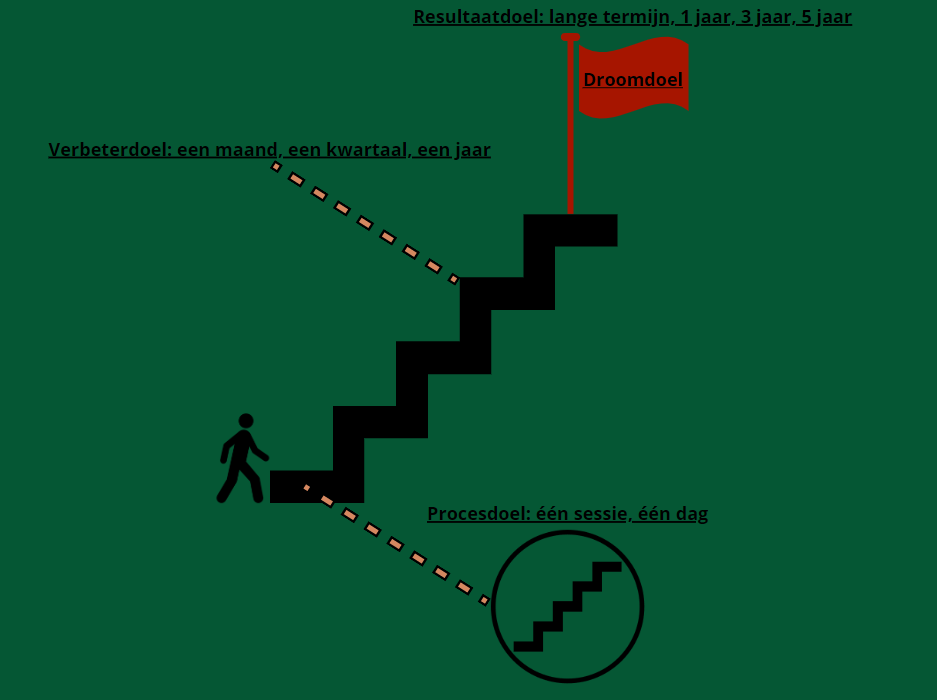 Resultaatdoel: lange termijn, 1 jaar, 3 jaar, 5 jaar
Droomdoel
Verbeterdoel: een maand, een kwartaal, een jaar
Procesdoel: één sessie, één dag